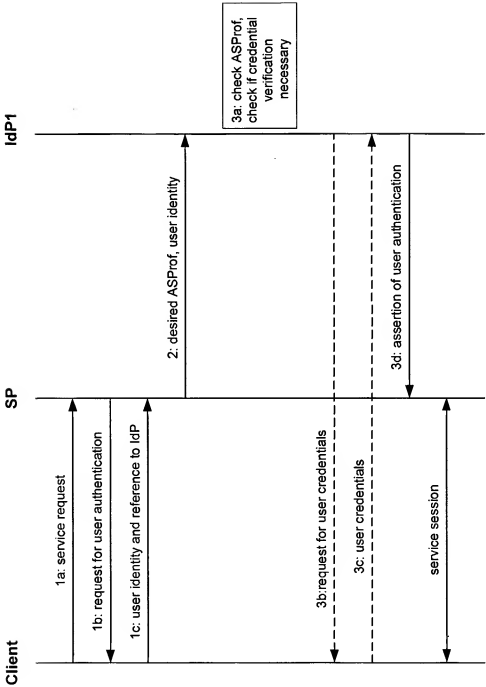 Client
SP
IdP1
1a: service request
1b: request for user authentication
1c: user identity and reference to IdP
2: desired ASProf, user identity
3a: check ASProf,
check if credential
verification
necessary
3b:request for user credentials
3c: user credentials
3d: assertion of user authentication
service session